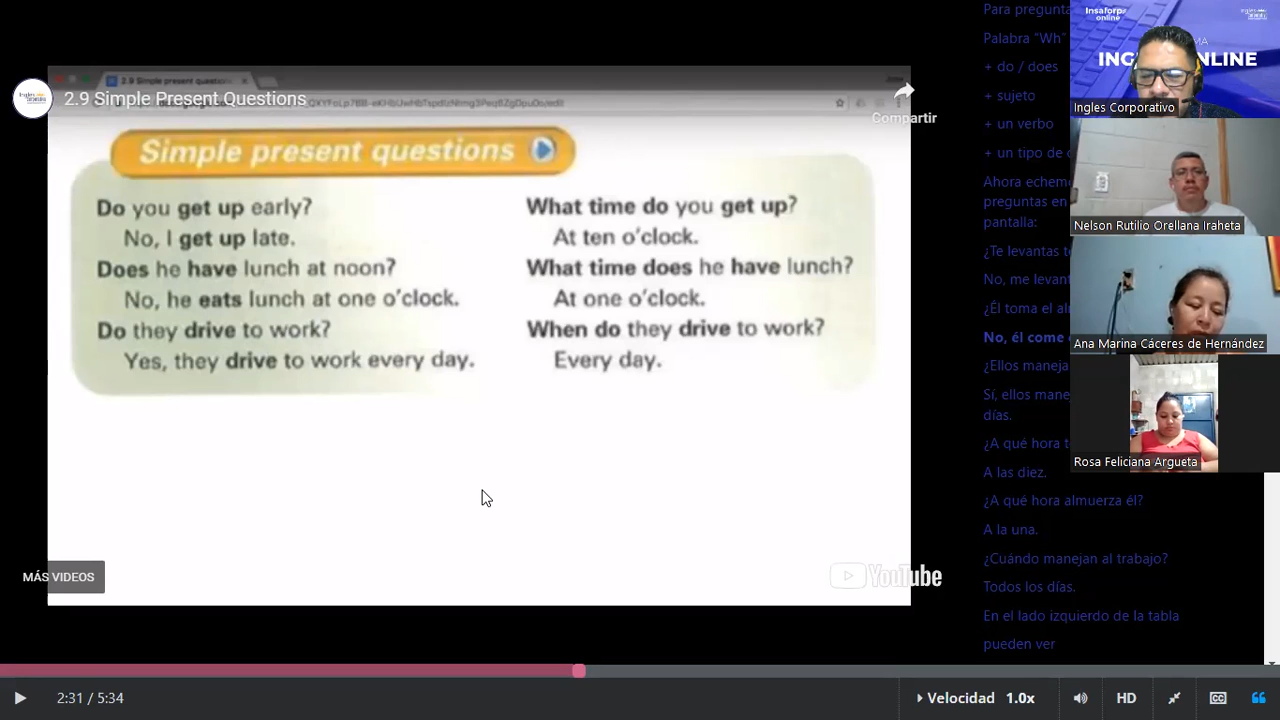 2.9 Simple Present Questions
Compartir
Simple present questions
Do you get up early?
No, I get up late.
Does he have lunch at noon?
No, he eats lunch at one o'clock.
Do they drive to work?
Yes, they drive to work every day.
What time do you get up?
At ten o'clock.
What time does he have lunch?
At one o'clock.
When do they drive to work?
Every day.
MÁS VIDEOS
YouTube
Para pregunta
Palabra "Wh"
+ do / does
+ sujeto
+ un verbo
+ un tipo de
Ahora echem
preguntas en
pantalla:
¿Te levantas t
No, me levan
¿Él toma el al
No, él come
¿Ellos maneja
Sí, ellos mane
días.
¿A qué hora t
A las diez.
¿A qué hora almuerza él?
A la una.
¿Cuándo manejan al trabajo?
Todos los días.
En el lado izquierdo de la tabla
pueden ver
Insaforp
online
Ingles Corporativo
Nelson Rutilio Orellana Iraheta
Ana Marina Cáceres de Hernández
Rosa Feliciana Argueta
2:31 / 5:34
Velocidad 1.0x
HD
CC